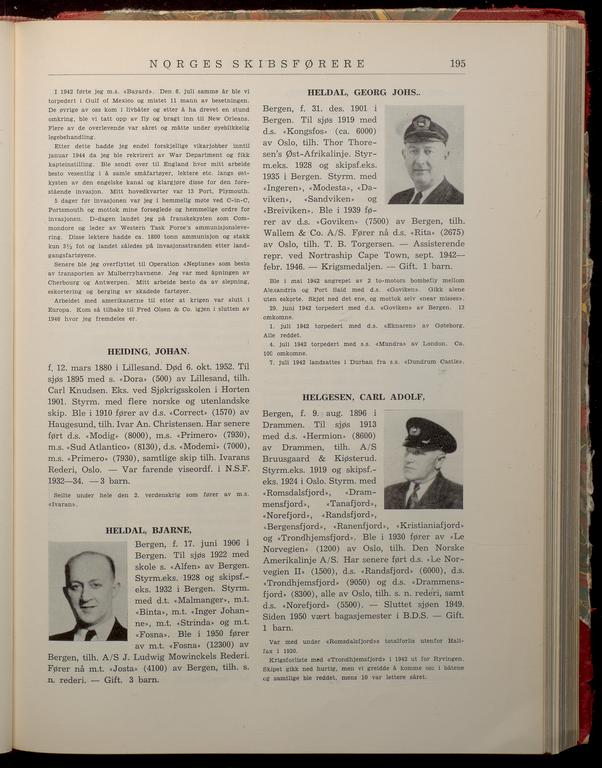 NORGES SKIBSFØRERE 195
I 1942 førte jeg m.s. «Bayard». Den 6. juli samme år ble vi
torpedert i Gulf of Mexico og mistet 11 mann av besetningen.
De øvrige av oss kom i livbåter og etter å ha drevet en stund
omkring, ble vi tatt opp av fly og bragt inn til New Orleans.
Flere av de overlevende var såret og måtte under øyeblikkelig
legebehandling.
Etter dette hadde jeg endel forskjellige vikarjobber inntil
januar 1944 da jeg ble rekvirert av War Department og fikk
kapteinstilling. Ble sendt over til England hvor mitt arbeide
besto vesentlig i å samle småfartøyer, lektere etc. langs øst-
kysten av den engelske kanal og klargjøre disse for den fore-
stående invasjon. Mitt hovedkvarter var 13 Port, Plymouth.
5 dager før invasjonen var jeg i hemmelig møte ved C-in-C,
Portsmouth og mottok mine forseglede og hemmelige ordre for
invasjonen. D-dagen landet jeg på franskekysten som Com-
mondore og leder av Western Task Force's ammunisjonsleve-
ring. Disse lektere hadde ca. 1800 tonn ammunisjon og stakk
kun 3½ fot og landet således på invasjonsstranden etter land-
gangsfartøyene.
Senere ble jeg overflyttet til Operation «Neptune» som besto
av transporten av Mulberryhavnene. Jeg var med åpningen av
Cherbourg og Antwerpen. Mitt arbeide besto da av slepning,
eskortering og berging av skadede fartøyer.
Arbeidet med amerikanerne til etter at krigen var slutt i
Europa. Kom så tilbake til Fred Olsen & Co. igjen i slutten av
1946 hvor jeg fremdeles er.
HEIDING, JOHAN.
f. 12. mars 1880 i Lillesand. Død 6. okt. 1952. Til
sjøs 1895 med s. «Dora» (500) av Lillesand, tilh.
Carl Knudsen. Eks. ved Sjøkrigsskolen i Horten
1901. Styrm. med flere norske og utenlandske
skip. Ble i 1910 fører av d.s. «Correct» (1570) av
Haugesund, tilh. Ivar An. Christensen. Har senere
ført d.s. «Modig» (8000), m.s. «Primero» (7930),
m.s. «Sud Atlantico» (8130), d.s. «Modemi» (7000),
m.s. «Primero» (7930), samtlige skip tilh. Ivarans
Rederi, Oslo. — Var farende viseordf. i N.S.F.
1932—34. — 3 barn.
Seilte under hele den 2. verdenskrig som fører av m.s.
«Ivaran».
HELDAL, BJARNE,
Bergen, f. 17. juni 1906 i
Bergen. Til sjøs 1922 med
skole s. «Alfen» av Bergen.
Styrm.eks. 1928 og skipsf.-
eks. 1932 i Bergen. Styrm.
med d.t. «Malmanger», m.t.
«Binta», m.t. «Inger Johan-
ne», m.t. «Strinda» og m.t.
«Fosna». Ble i 1950 fører
av m.t. «Fosna» (12300) av
Bergen, tilh. A/S J. Ludwig Mowinckels Rederi.
Fører nå m.t. «Josta» (4100) av Bergen, tilh. s.
n. rederi. — Gift. 3 barn.
HELDAL, GEORG JOHS..
Bergen, f. 31. des. 1901 i
Bergen. Til sjøs 1919 med
d.s. «Kongsfos» (ca. 6000)
av Oslo, tilh. Thor Thore-
sen's Øst-Afrikalinje. Styr-
m.eks. 1928 og skipsf.eks.
1935 i Bergen. Styrm. med
«Ingeren», «Modesta», «Da-
viken», «Sandviken» og
«Breiviken». Ble i 1939 fø-
rer av d.s. «Goviken» (7500) av Bergen, tilh.
Wallem & Co. A/S. Fører nå d.s. «Rita» (2675)
av Oslo, tilh. T. B. Torgersen. — Assisterende
repr. ved Nortraship Cape Town, sept. 1942—
febr. 1946. — Krigsmedaljen. — Gift. 1 barn.
Ble i mai 1942 angrepet av 2 to-motors bombefly mellom
Alexandria og Port Said med d.s. «Goviken». Gikk alene
uten eskorte. Skjøt ned det ene, og mottok selv «near misses».
29. juni 1942 torpedert med d.s. «Goviken» av Bergen. 13
omkomne.
1. juli 1942 torpedert med d.s. «Eknaren» av Gøteborg.
Alle reddet.
4. juli 1942 torpedert med s.s. «Mundra» av London. Ca.
100 omkomne.
7. juli 1942 landsattes i Durban fra s.s. «Dundrum Castle».
HELGESEN, CARL ADOLF,
Bergen, f. 9. aug. 1896 i
Drammen. Til sjøs 1913
med d.s. «Hermion» (8600)
av Drammen, tilh. A/S
Bruusgaard & Kiøsterud.
Styrm.eks. 1919 og skipsf.-
eks. 1924 i Oslo. Styrm. med
«Romsdalsfjord», «Dram-
mensfjord», «Tanafjord»,
«Norefjord», «Randsfjord»,
«Bergensfjord», «Ranenfjord», «Kristianiafjord»
og «Trondhjemsfjord». Ble i 1930 fører av «Le
Norvegien» (1200) av Oslo, tilh. Den Norske
Amerikalinje A/S. Har senere ført d.s. «Le Nor-
vegien II» (1500), d.s. «Randsfjord» (6000), d.s.
«Trondhjemsfjord» (9050) og d.s. «Drammens-
fjord» (8300), alle av Oslo, tilh. s. n. rederi, samt
d.s. «Norefjord» (5500). — Sluttet sjøen 1949.
Siden 1950 vært bagasjemester i B.D.S. — Gift.
1 barn.
Var med under «Romsdalsfjord»s totalforlis utenfor Hali-
fax i 1920.
Krigsforliste med «Trondhjemsfjord» i 1942 ut for Ryvingen.
Skipet gikk ned hurtig, men vi greidde å komme oss i båtene
og samtlige ble reddet, mens 10 var lettere såret.